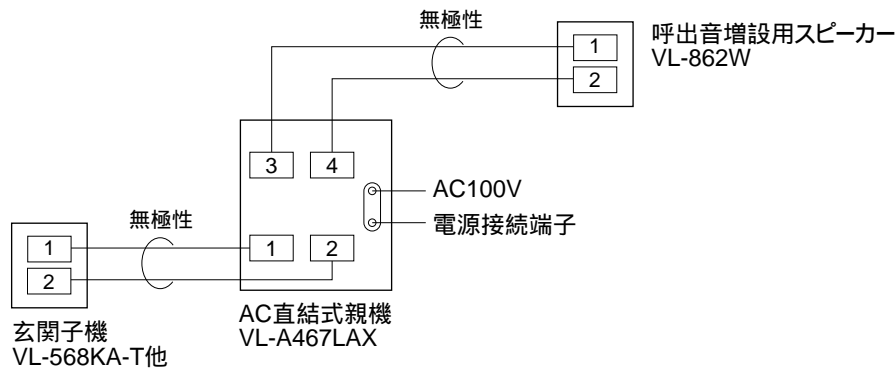 無極性
呼出音増設用スピーカー
VL-862W
1
2
3
4
AC100V
電源接続端子
無極性
1
2
1
2
玄関子機
VL-568KA-T他
AC直結式親機
VL-A467LAX